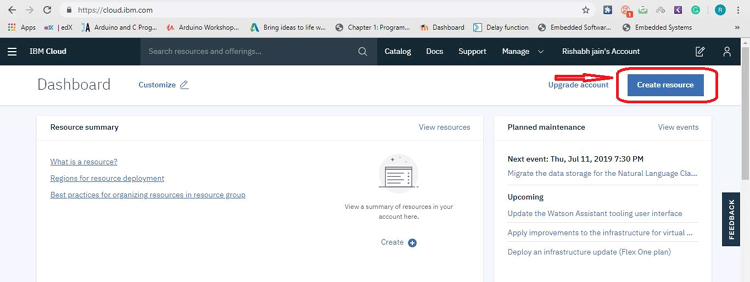 https://cloud.ibm.com
Apps
edX
Arduino and C Prog...
Arduino Workshop...
Bring ideas to life w...
Chapter 1: Program...
Dashboard
Delay function
Embedded Softwar...
Embedded Systems
R
1
IBM Cloud
Search resources and offerings...
Catalog
Docs
Support
Manage
Rishabh jain's Account
Dashboard
Customize
Upgrade account
Create resource
Resource summary
View resources
What is a resource?
Regions for resource deployment
Best practices for organizing resources in resource group
View a summary of resources in your
account here.
Create
Planned maintenance
View events
Next event: Thu, Jul 11, 2019 7:30 PM
Migrate the data storage for the Natural Language Cla...
Upcoming
Update the Watson Assistant tooling user interface
Apply improvements to the infrastructure for virtual ...
Deploy an infrastructure update (Flex One plan)
FEEDBACK